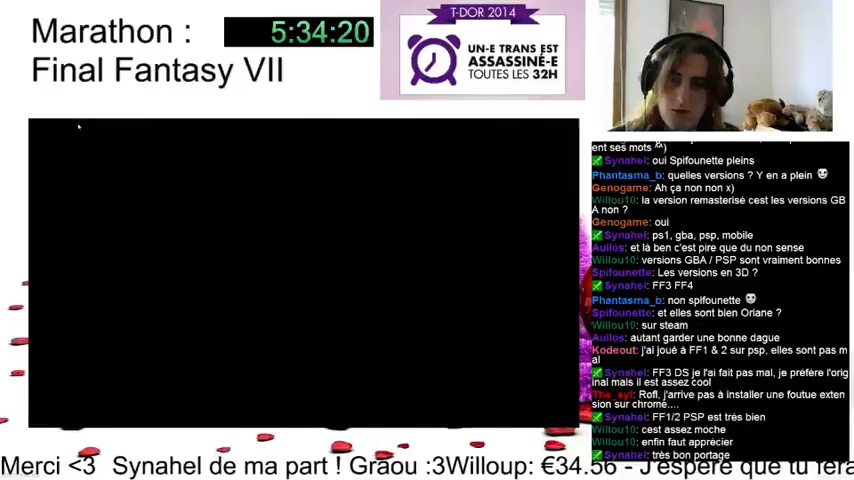 Marathon :
Final Fantasy VII
5:34:20
T-DOR 2014
UN-E TRANS EST
ASSASSINÉ-E
TOUTES LES 32H
ent ses mots ^^)
Synahel: oui Spifounette pleins
Phantasma_b: quelles versions ? Y en a plein
Genogame: Ah ça non non x)
Willou10: la version remasterisé cest les versions GB
A non ?
Genogame: oui
Synahel: ps1, gba, psp, mobile
Auilos: et là ben c'est pire que du non sense
Willou10: versions GBA / PSP sont vraiment bonnes
Spifounette: Les versions en 3D ?
Synahel: FF3 FF4
Phantasma_b: non spifounette
Spifounette: et elles sont bien Orlane ?
Willou10: sur steam
Auilos: autant garder une bonne dague
Kodeout: j'ai joué à FF1 & 2 sur psp, elles sont pas m
al
Synahel: FF3 DS je l'ai fait pas mal, je préfère l'orig
inal mais il est assez cool
The_syl: Rofl, j'arrive pas à installer une foutue exten
sion sur chrome....
Synahel: FF1/2 PSP est très bien
Willou10: cest assez moche
Willou10: enfin faut apprécier
Synahel: très bon portage
Merci <3 Synahel de ma part ! Graou :3Willoup: €34.56 - J'espère que tu fera